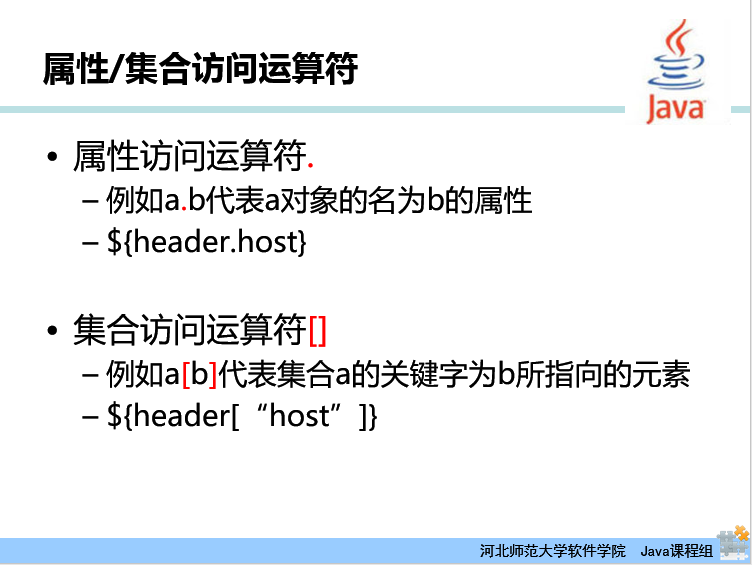 属性/集合访问运算符
Java
• 属性访问运算符.
– 例如a.b代表a对象的名为b的属性
– ${header.host}
• 集合访问运算符[]
– 例如a[b]代表集合a的关键字为b所指向的元素
– ${header[“host”]}
河北师范大学软件学院 Java课程组